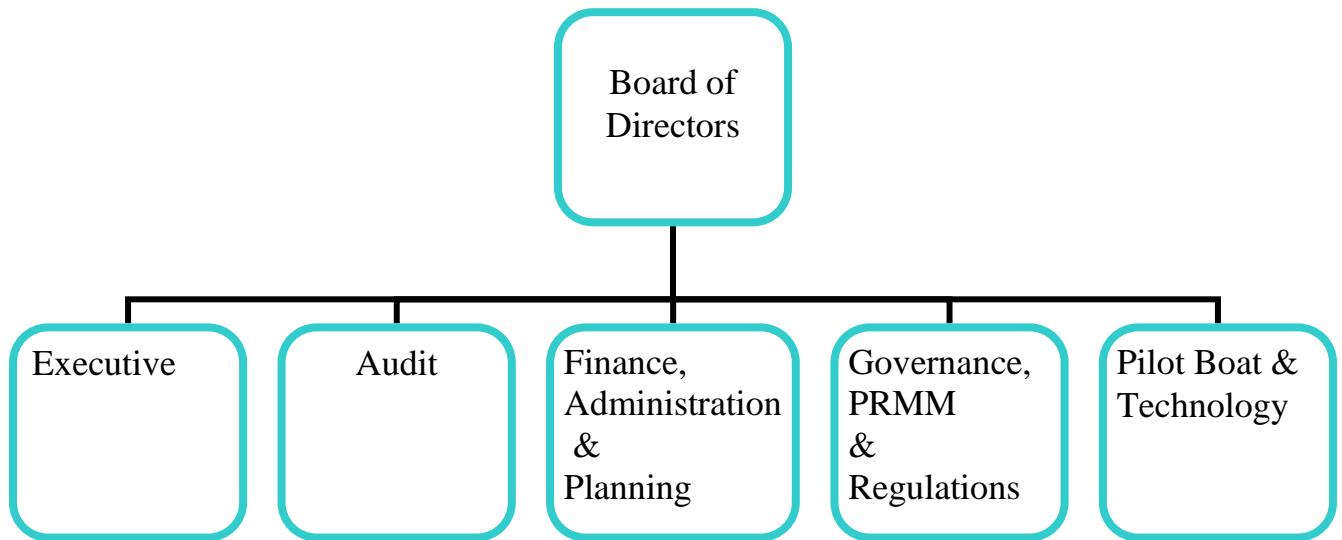 Board of
Directors
Executive
Audit
Finance,
Administration
&
Planning
Governance,
PRMM
&
Regulations
Pilot Boat &
Technology